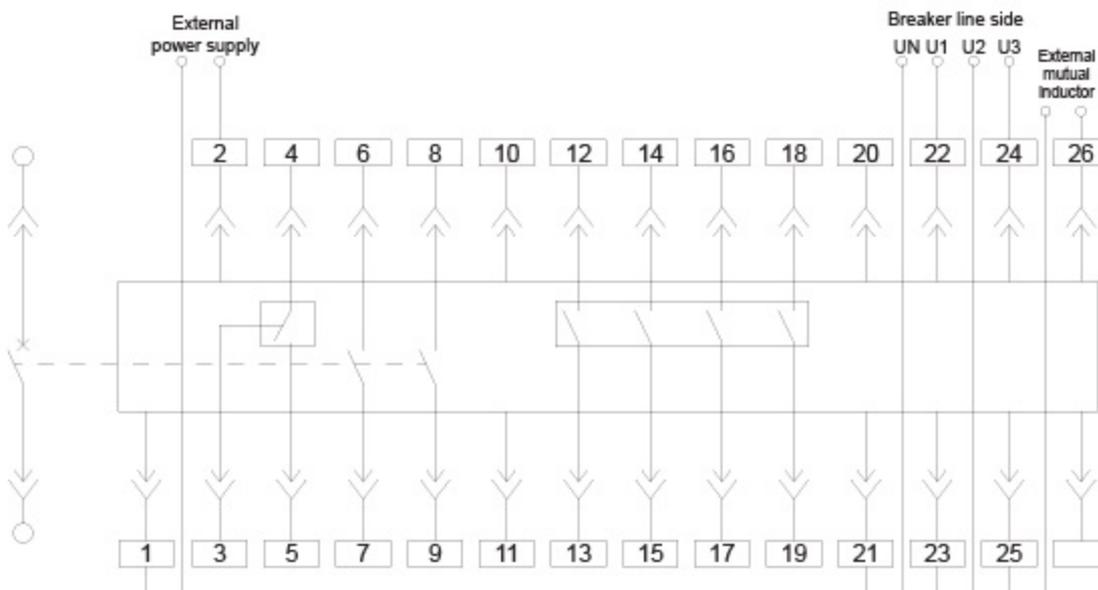 External
power supply
Breaker line side
UN U1 U2 U3
External
mutual
Inductor
2 4 6 8 10 12 14 16 18 20 22 24 26
1 3 5 7 9 11 13 15 17 19 21 23 25